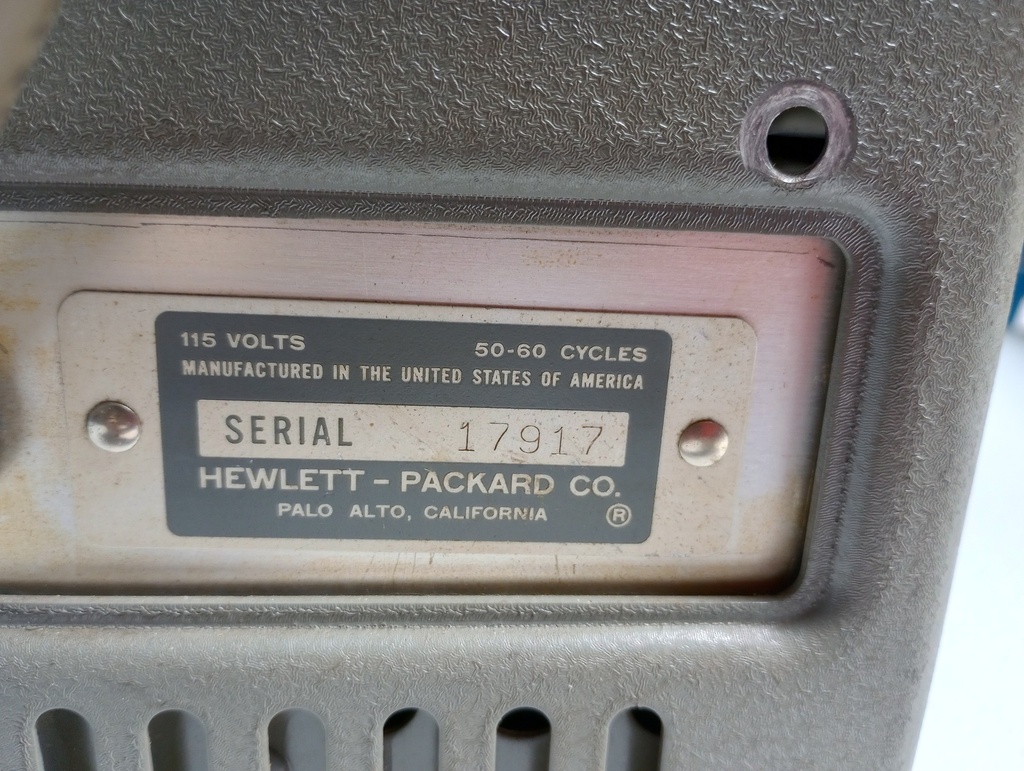 115 VOLTS 50-60 CYCLES
MANUFACTURED IN THE UNITED STATES OF AMERICA
SERIAL 17917
HEWLETT - PACKARD CO.
PALO ALTO, CALIFORNIA ®